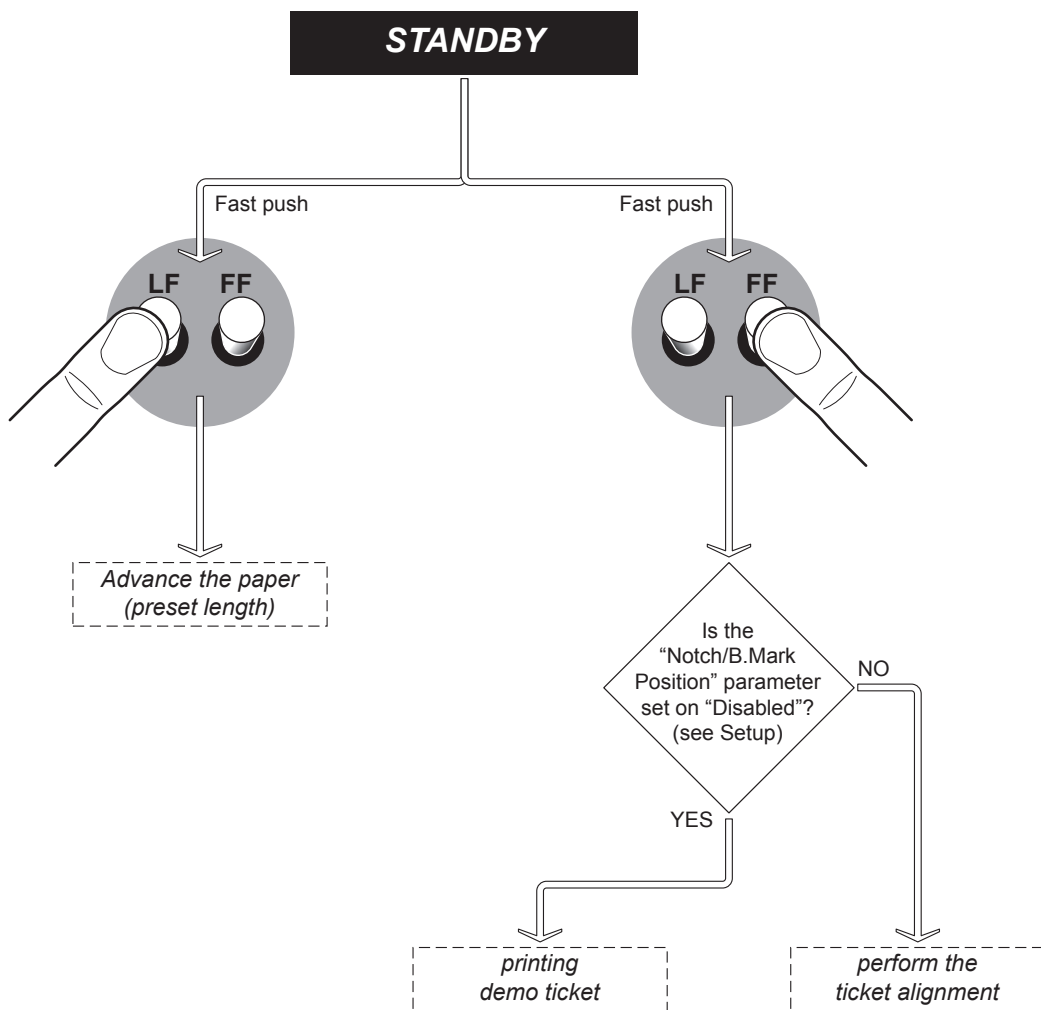 STANDBY
Fast push
Fast push
LF FF
LF FF
Advance the paper
(preset length)
Is the
“Notch/B.Mark
Position” parameter
set on “Disabled”?
(see Setup)
NO
YES
printing
demo ticket
perform the
ticket alignment